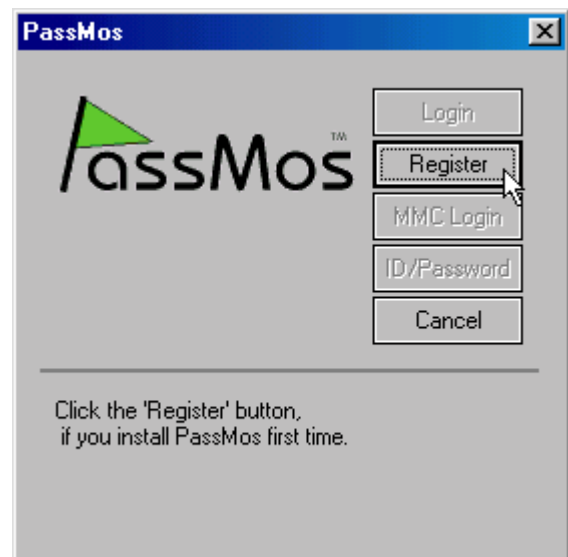 PassMos
PassMos™
Login
Register
MMC Login
ID/Password
Cancel
Click the 'Register' button,
if you install PassMos first time.